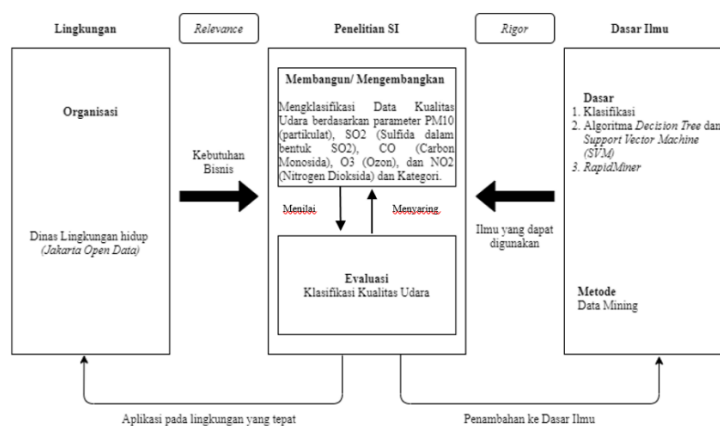 Lingkungan
Relevance
Penelitian SI
Rigor
Dasar Ilmu
Organisasi
Dinas Lingkungan hidup
(Jakarta Open Data)
Kebutuhan
Bisnis
Membangun/ Mengembangkan
Mengklasifikasi Data Kualitas
Udara berdasarkan parameter PM10
(partikulat), SO2 (Sulfida dalam
bentuk SO2), CO (Carbon
Monosida), O3 (Ozon), dan NO2
(Nitrogen Dioksida) dan Kategori.
Menilai
Menyaring
Evaluasi
Klasifikasi Kualitas Udara
Ilmu yang dapat
digunakan
Dasar
1. Klasifikasi
2. Algoritma Decision Tree dan
Support Vector Machine
(SVM)
3. RapidMiner
Metode
Data Mining
Aplikasi pada lingkungan yang tepat
Penambahan ke Dasar Ilmu